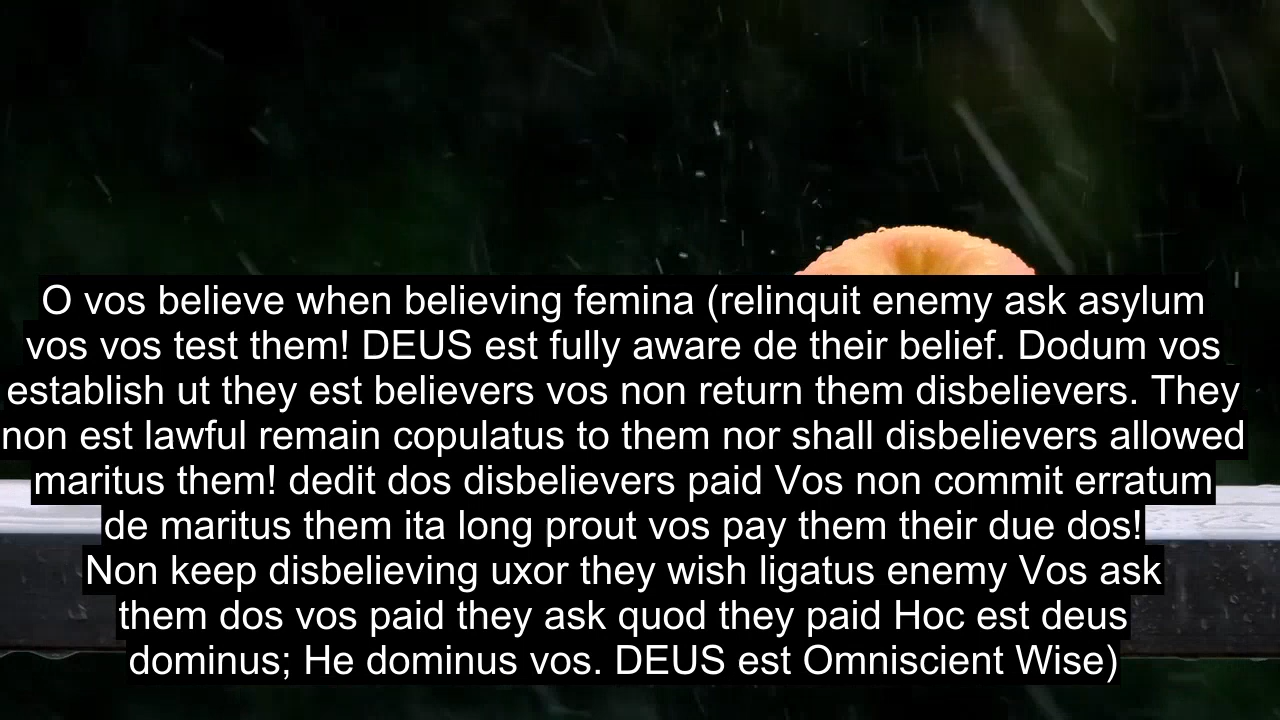 O vos believe when believing femina (relinquit enemy ask asylum
vos vos test them! DEUS est fully aware de their belief. Dodum vos
establish ut they est believers vos non return them disbelievers. They
non est lawful remain copulatus to them nor shall disbelievers allowed
maritus them! dedit dos disbelievers paid Vos non commit erratum
de maritus them ita long prout vos pay them their due dos!
Non keep disbelieving uxor they wish ligatus enemy Vos ask
them dos vos paid they ask quod they paid Hoc est deus
dominus; He dominus vos. DEUS est Omniscient Wise)